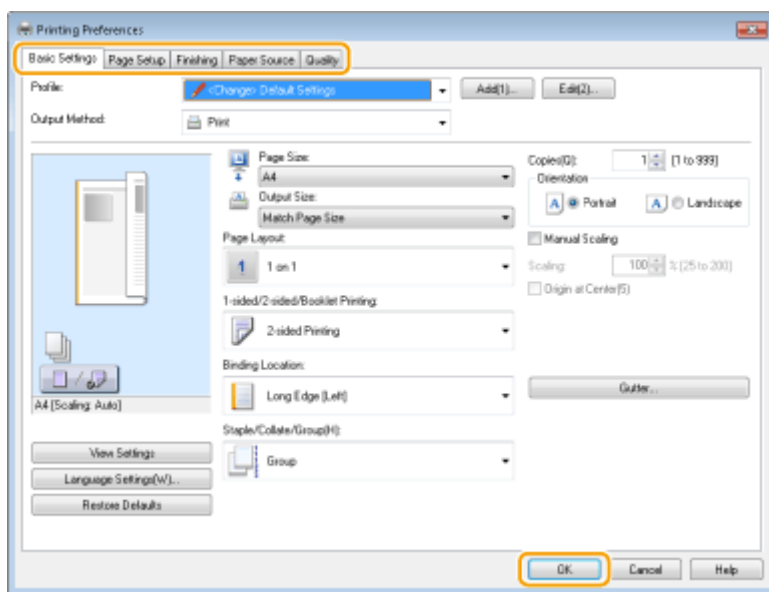 Printing Preferences
Basic Settings Page Setup Finishing Paper Source Quality
Profile: <Change> Default Settings Add(1)... Edit(2)...
Output Method: Print
Page Size:
A4
Output Size:
Match Page Size
Page Layout:
1 1 on 1
1-sided/2-sided/Booklet Printing:
2-sided Printing
Binding Location:
Long Edge [Left]
Staple/Collate/Group(H):
Group
Copies(Q): 1 [1 to 999]
Orientation
A Portrait A Landscape
Manual Scaling
Scaling: 100 % [25 to 200]
Origin at Center(5)
Gutter...
A4 [Scaling: Auto]
View Settings
Language Settings(W)...
Restore Defaults
OK Cancel Help